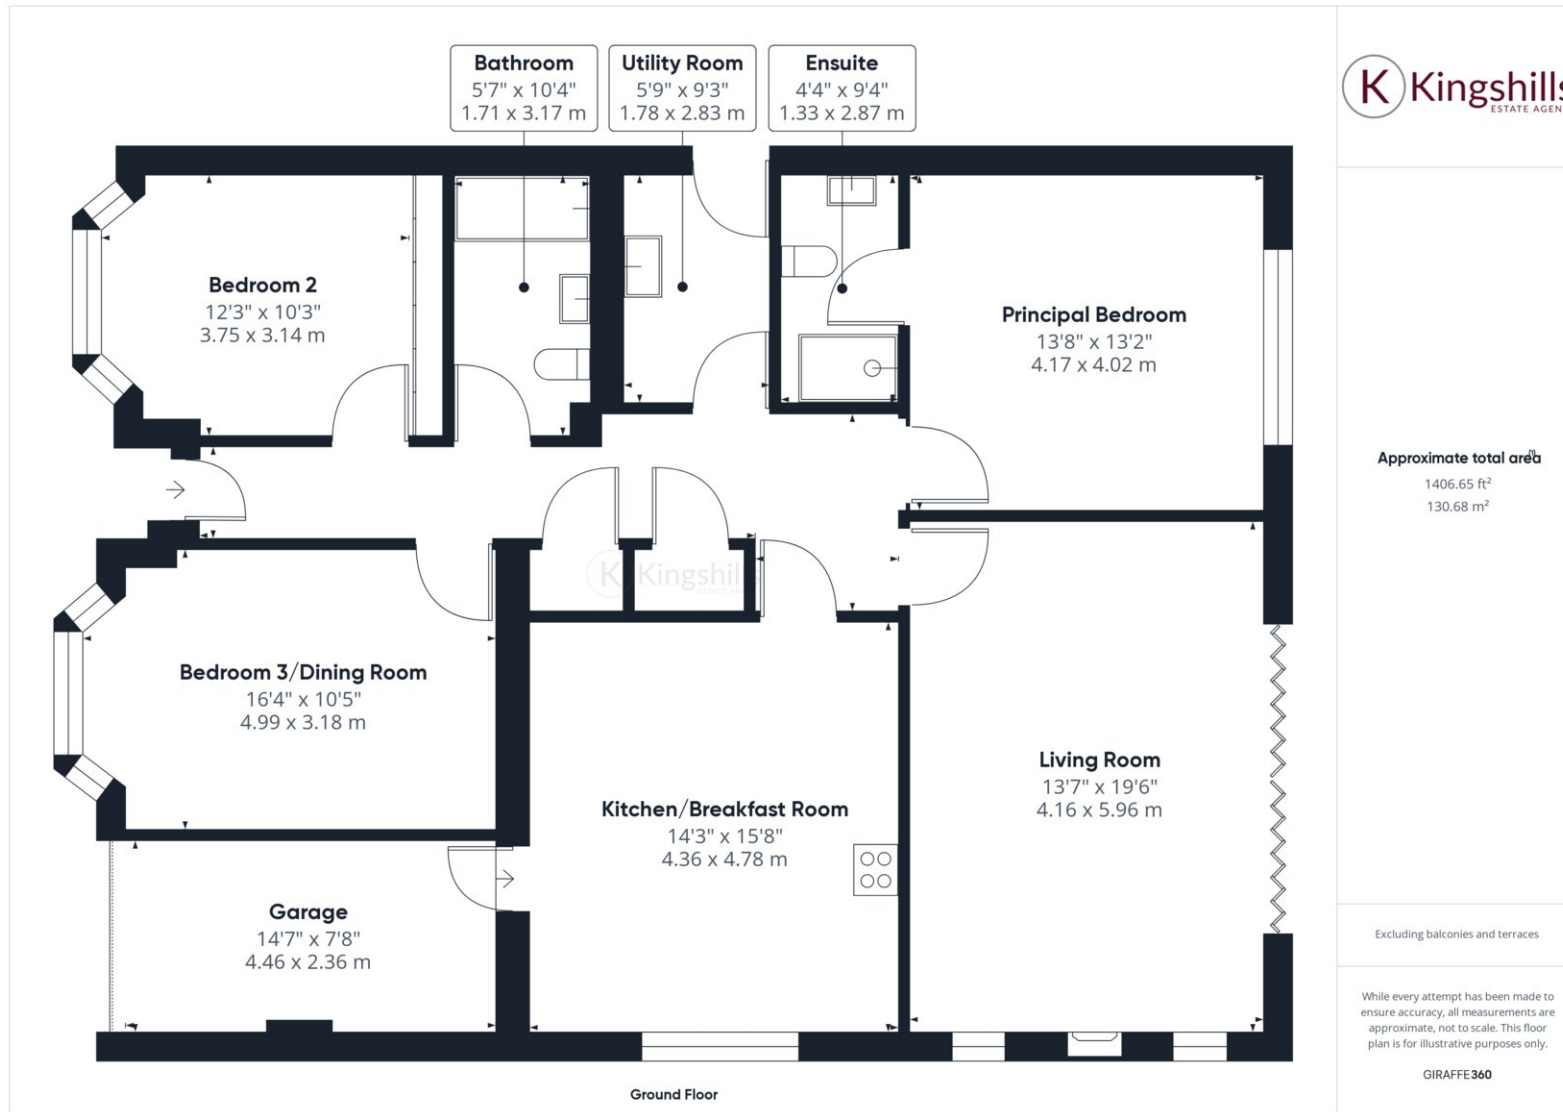 Bathroom
5'7" x 10'4"
1.71 x 3.17 m
Utility Room
5'9" x 9'3"
1.78 x 2.83 m
Ensuite
4'4" x 9'4"
1.33 x 2.87 m
Bedroom 2
12'3" x 10'3"
3.75 x 3.14 m
Principal Bedroom
13'8" x 13'2"
4.17 x 4.02 m
K Kingshills
Bedroom 3/Dining Room
16'4" x 10'5"
4.99 x 3.18 m
Kitchen/Breakfast Room
14'3" x 15'8"
4.36 x 4.78 m
Living Room
13'7" x 19'6"
4.16 x 5.96 m
Garage
14'7" x 7'8"
4.46 x 2.36 m
Ground Floor
K Kingshills
ESTATE AGEN
Approximate total area
1406.65 ft²
130.68 m²
Excluding balconies and terraces
While every attempt has been made to
ensure accuracy, all measurements are
approximate, not to scale. This floor
plan is for illustrative purposes only.
GIRAFFE360